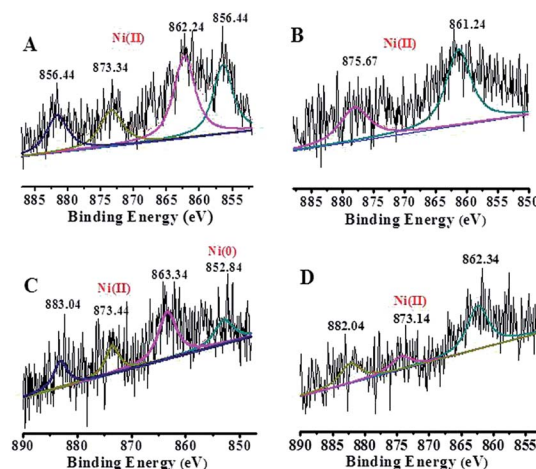 A
Ni(II)
862.24
856.44
856.44
873.34
885 880 875 870 865 860 855
Binding Energy (eV)
B
Ni(II)
861.24
875.67
885 880 875 870 865 860 855 850
Binding Energy (eV)
C
Ni(0)
852.84
Ni(II)
863.34
883.04
873.44
890 880 870 860 850
Binding Energy (eV)
D
862.34
Ni(II)
882.04
873.14
890 885 880 875 870 865 860 855
Binding Energy (eV)